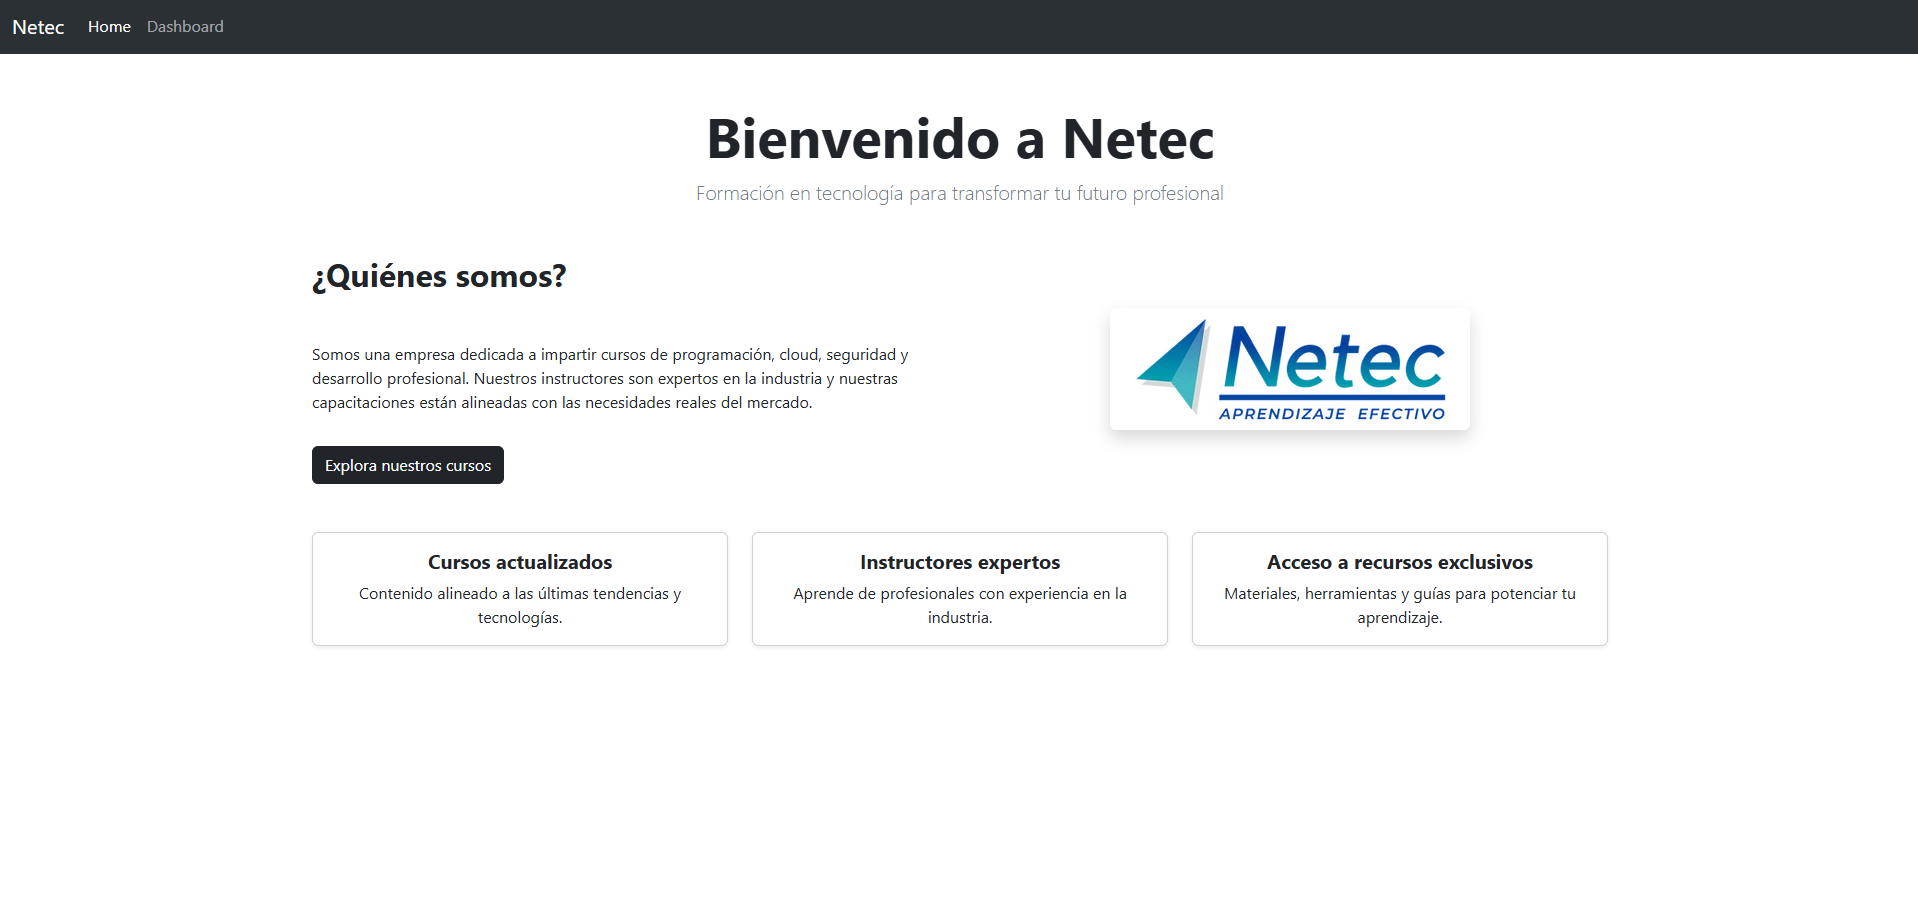 Netec Home Dashboard
Bienvenido a Netec
Formación en tecnología para transformar tu futuro profesional
¿Quiénes somos?
Somos una empresa dedicada a impartir cursos de programación, cloud, seguridad y
desarrollo profesional. Nuestros instructores son expertos en la industria y nuestras
capacitaciones están alineadas con las necesidades reales del mercado.
Explora nuestros cursos
Netec
APRENDIZAJE EFECTIVO
Cursos actualizados
Contenido alineado a las últimas tendencias y
tecnologías.
Instructores expertos
Aprende de profesionales con experiencia en la
industria.
Acceso a recursos exclusivos
Materiales, herramientas y guías para potenciar tu
aprendizaje.